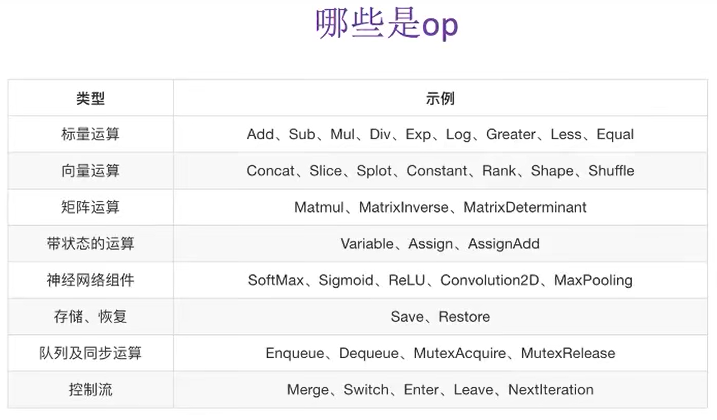 哪些是op
类型 示例
标量运算 Add、Sub、Mul、Div、Exp、Log、Greater、Less、Equal
向量运算 Concat、Slice、Splot、Constant、Rank、Shape、Shuffle
矩阵运算 Matmul、MatrixInverse、MatrixDeterminant
带状态的运算 Variable、Assign、AssignAdd
神经网络组件 SoftMax、Sigmoid、ReLU、Convolution2D、MaxPooling
存储、恢复 Save、Restore
队列及同步运算 Enqueue、Dequeue、MutexAcquire、MutexRelease
控制流 Merge、Switch、Enter、Leave、NextIteration